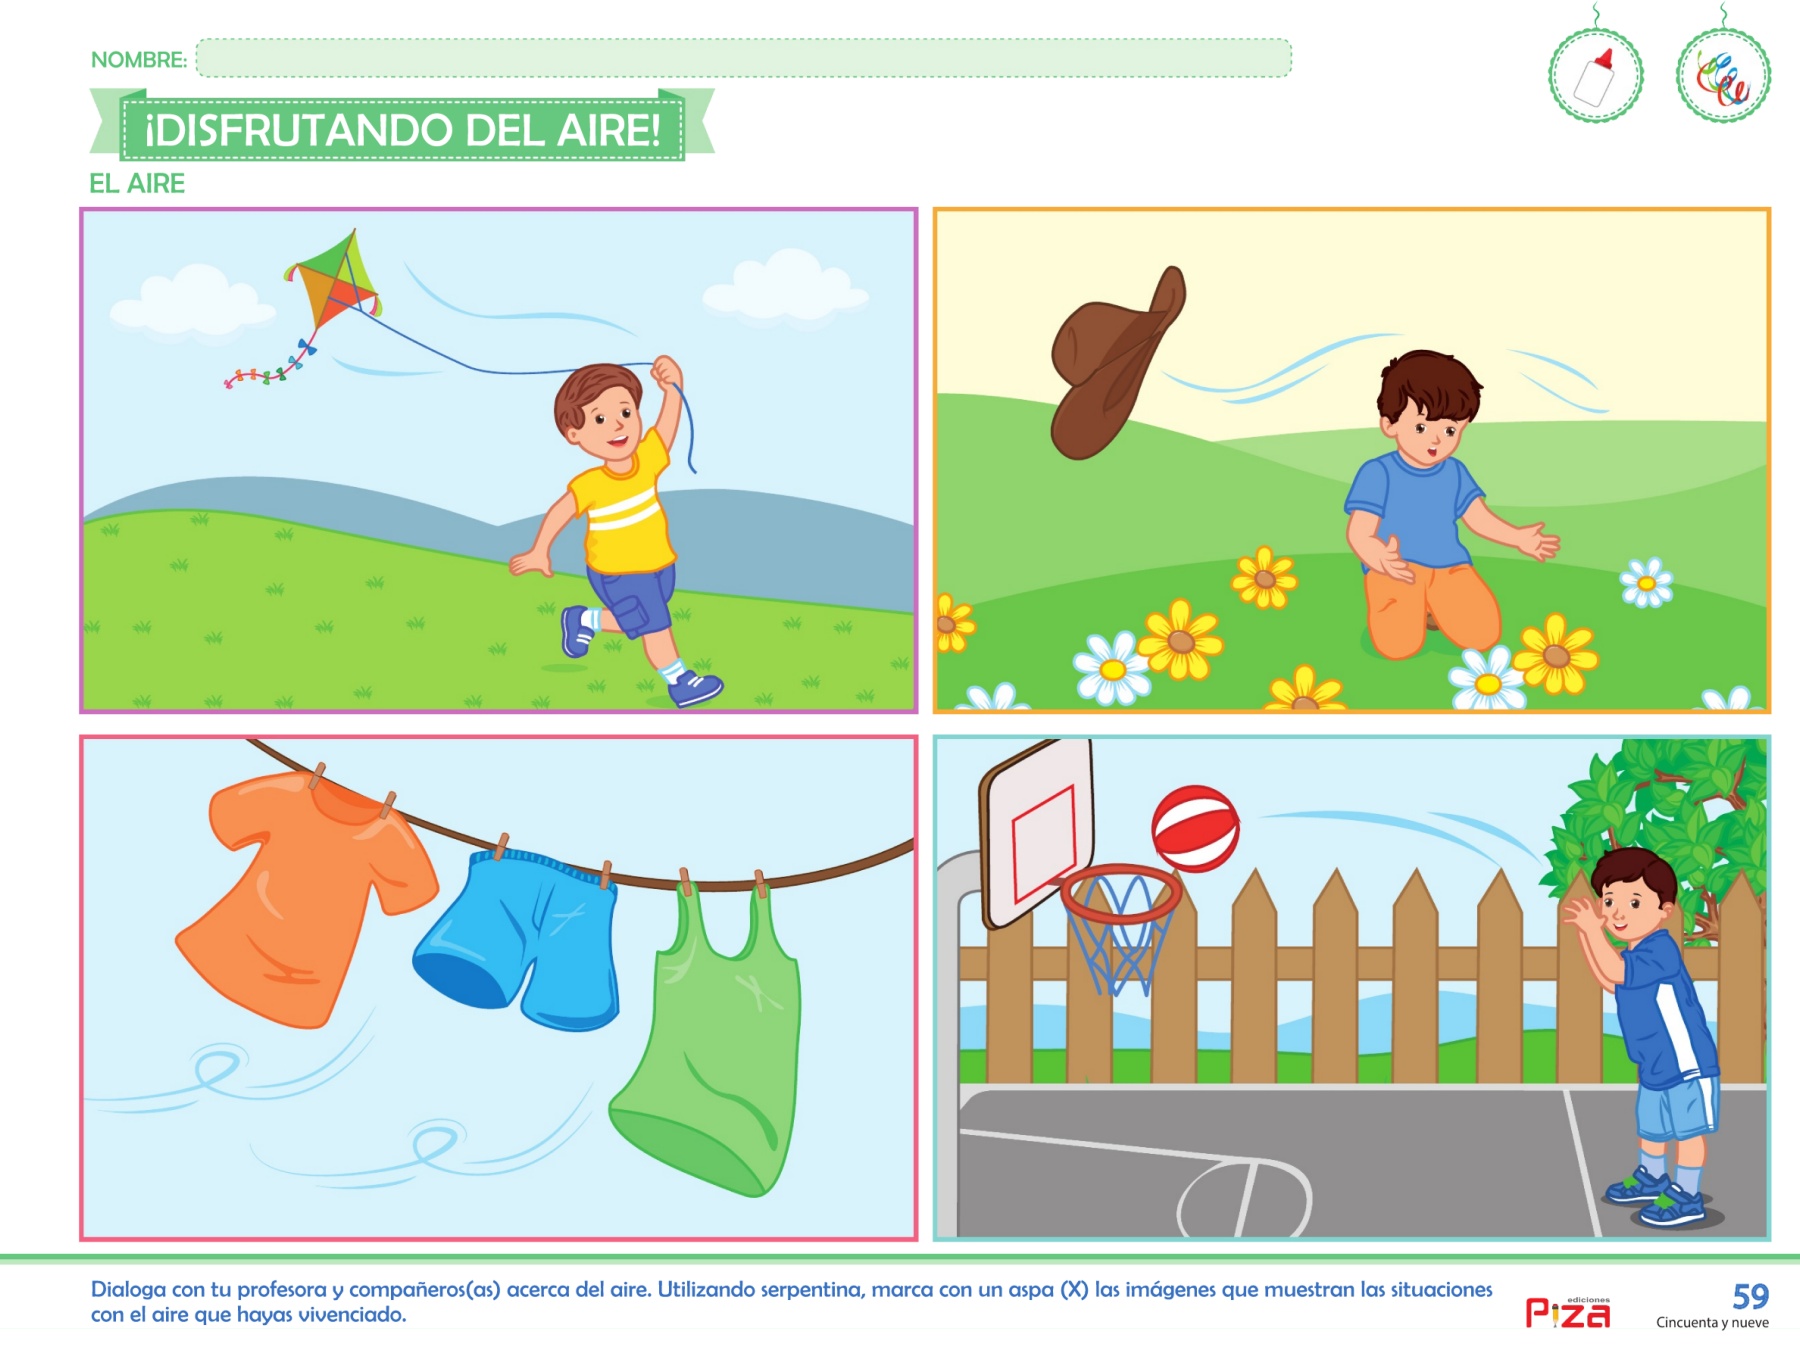 NOMBRE:
¡DISFRUTANDO DEL AIRE!
EL AIRE
Dialoga con tu profesora y compañeros(as) acerca del aire. Utilizando serpentina, marca con un aspa (X) las imágenes que muestran las situaciones
con el aire que hayas vivenciado.
ediciones
Piza
59
Cincuenta y nueve